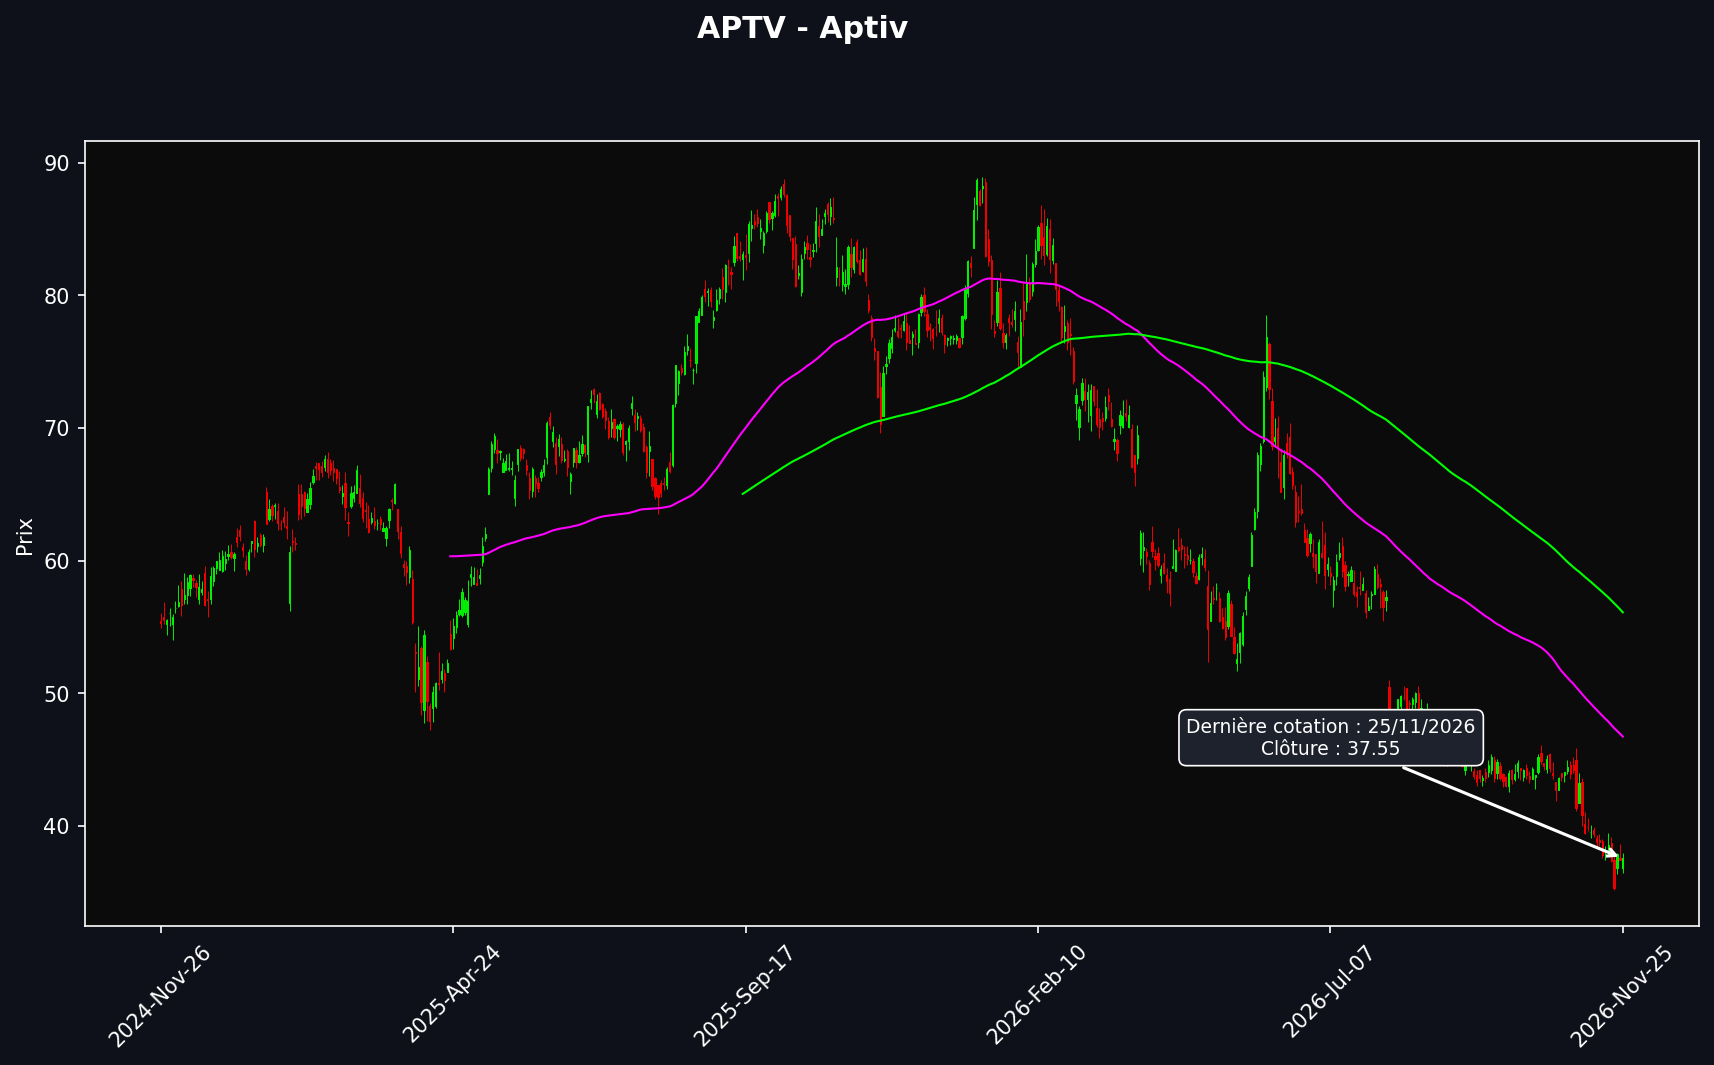 APTV - Aptiv
Prix
90
80
70
60
50
40
Dernière cotation : 25/11/2026
Clôture : 37.55
2024-Nov-26
2025-Apr-24
2025-Sep-17
2026-Feb-10
2026-Jul-07
2026-Nov-25